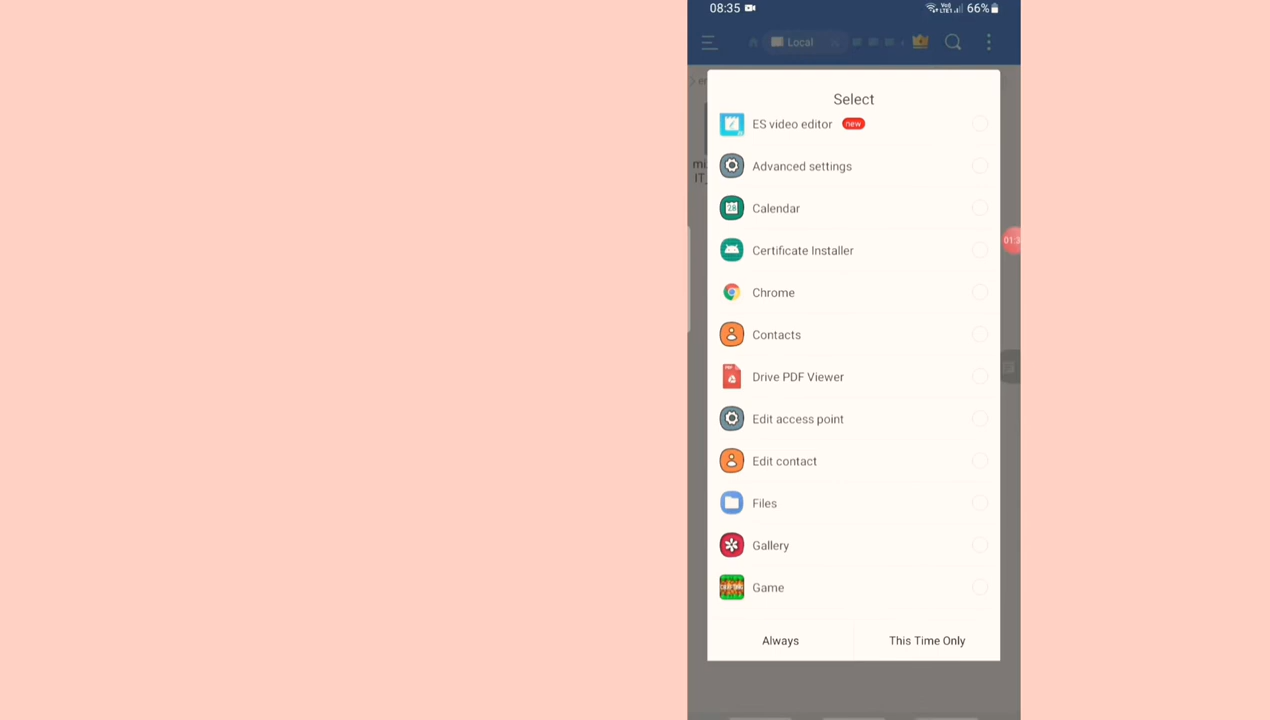 08:35 66%
Local
Select
ES video editor new
Advanced settings
Calendar
Certificate Installer
Chrome
Contacts
Drive PDF Viewer
Edit access point
Edit contact
Files
Gallery
Game
Always This Time Only